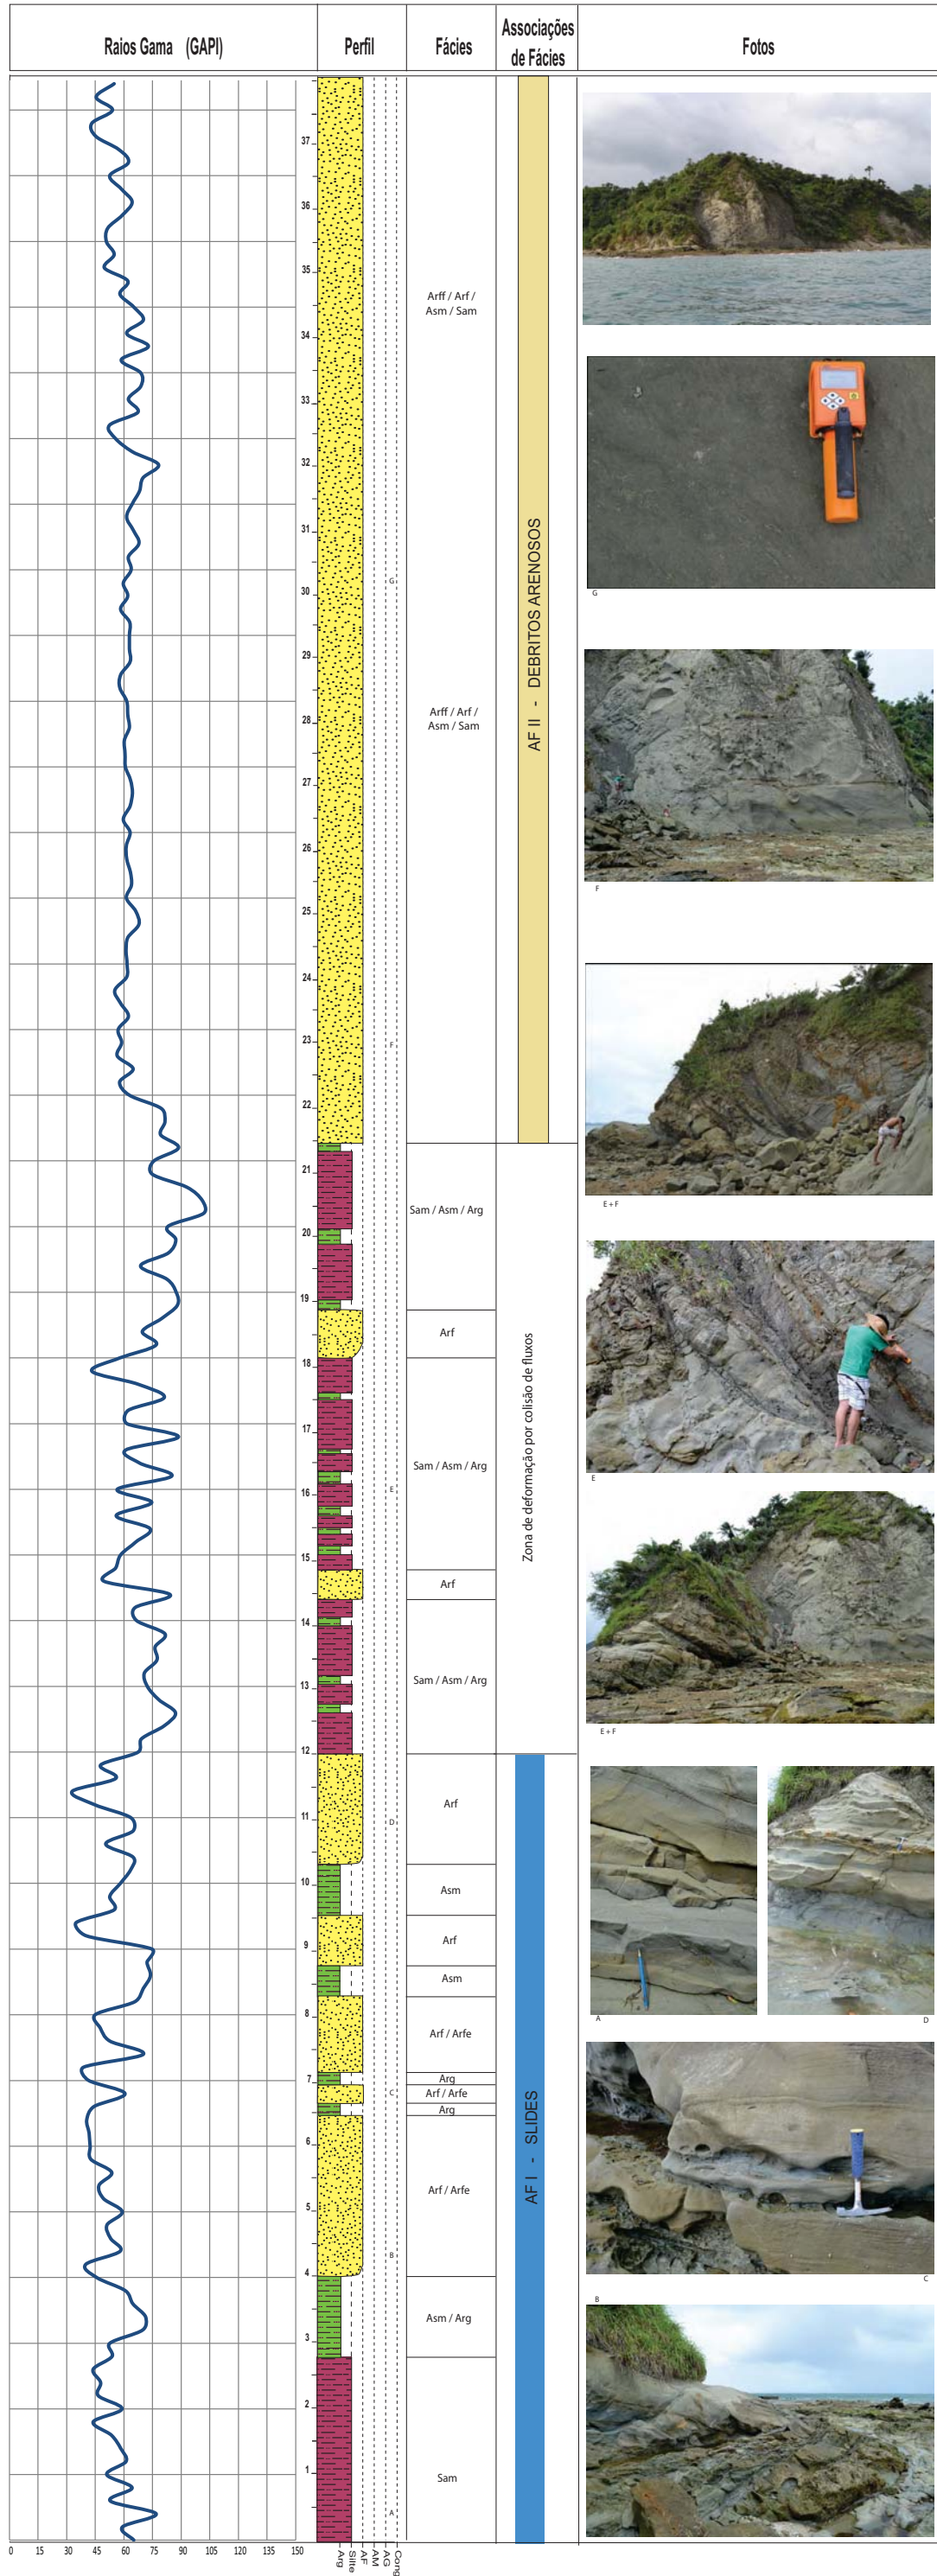 Raios Gama (GAPI)
Perfil
Fácies
Associações
de Fácies
Fotos
37
36
35
34
33
32
31
30
29
28
27
26
25
24
23
22
21
20
19
18
17
16
15
14
13
12
11
10
9
8
7
6
5
4
3
2
1
G
F
E
D
C
B
A
Arff / Arf /
Asm / Sam
Arff / Arf /
Asm / Sam
Sam / Asm / Arg
Arf
Sam / Asm / Arg
Arf
Sam / Asm / Arg
Arf
Asm
Arf
Asm
Arf / Arfe
Arg
Arf / Arfe
Arg
Arf / Arfe
Asm / Arg
Sam
AF II - DEBRITOS ARENOSOS
Zona de deformação por colisão de fluxos
AF I - SLIDES
G
F
E + F
E
E + F
A
D
C
B
0 15 30 45 60 75 90 105 120 135 150
Arg
Silte
AF
AM
AG
Cong